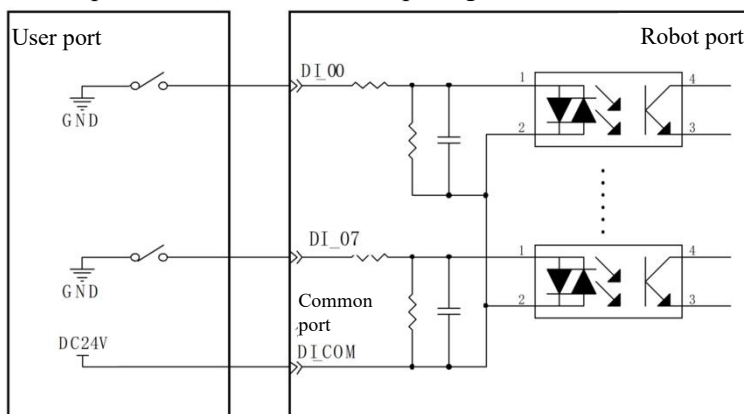 User port
Robot port
DI_00
1
4
GND
2
3
DI_07
1
4
GND
Common
port
2
3
DC24V
DI_COM